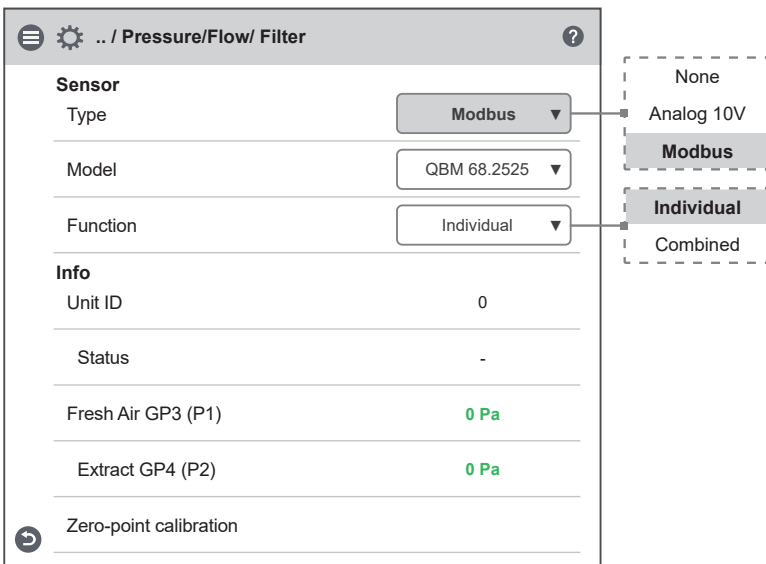 .. / Pressure/Flow/ Filter ?
Sensor
Type Modbus ▼
Model QBM 68.2525 ▼
Function Individual ▼
Info
Unit ID 0
Status -
Fresh Air GP3 (P1) 0 Pa
Extract GP4 (P2) 0 Pa
Zero-point calibration
None
Analog 10V
Modbus
Individual
Combined